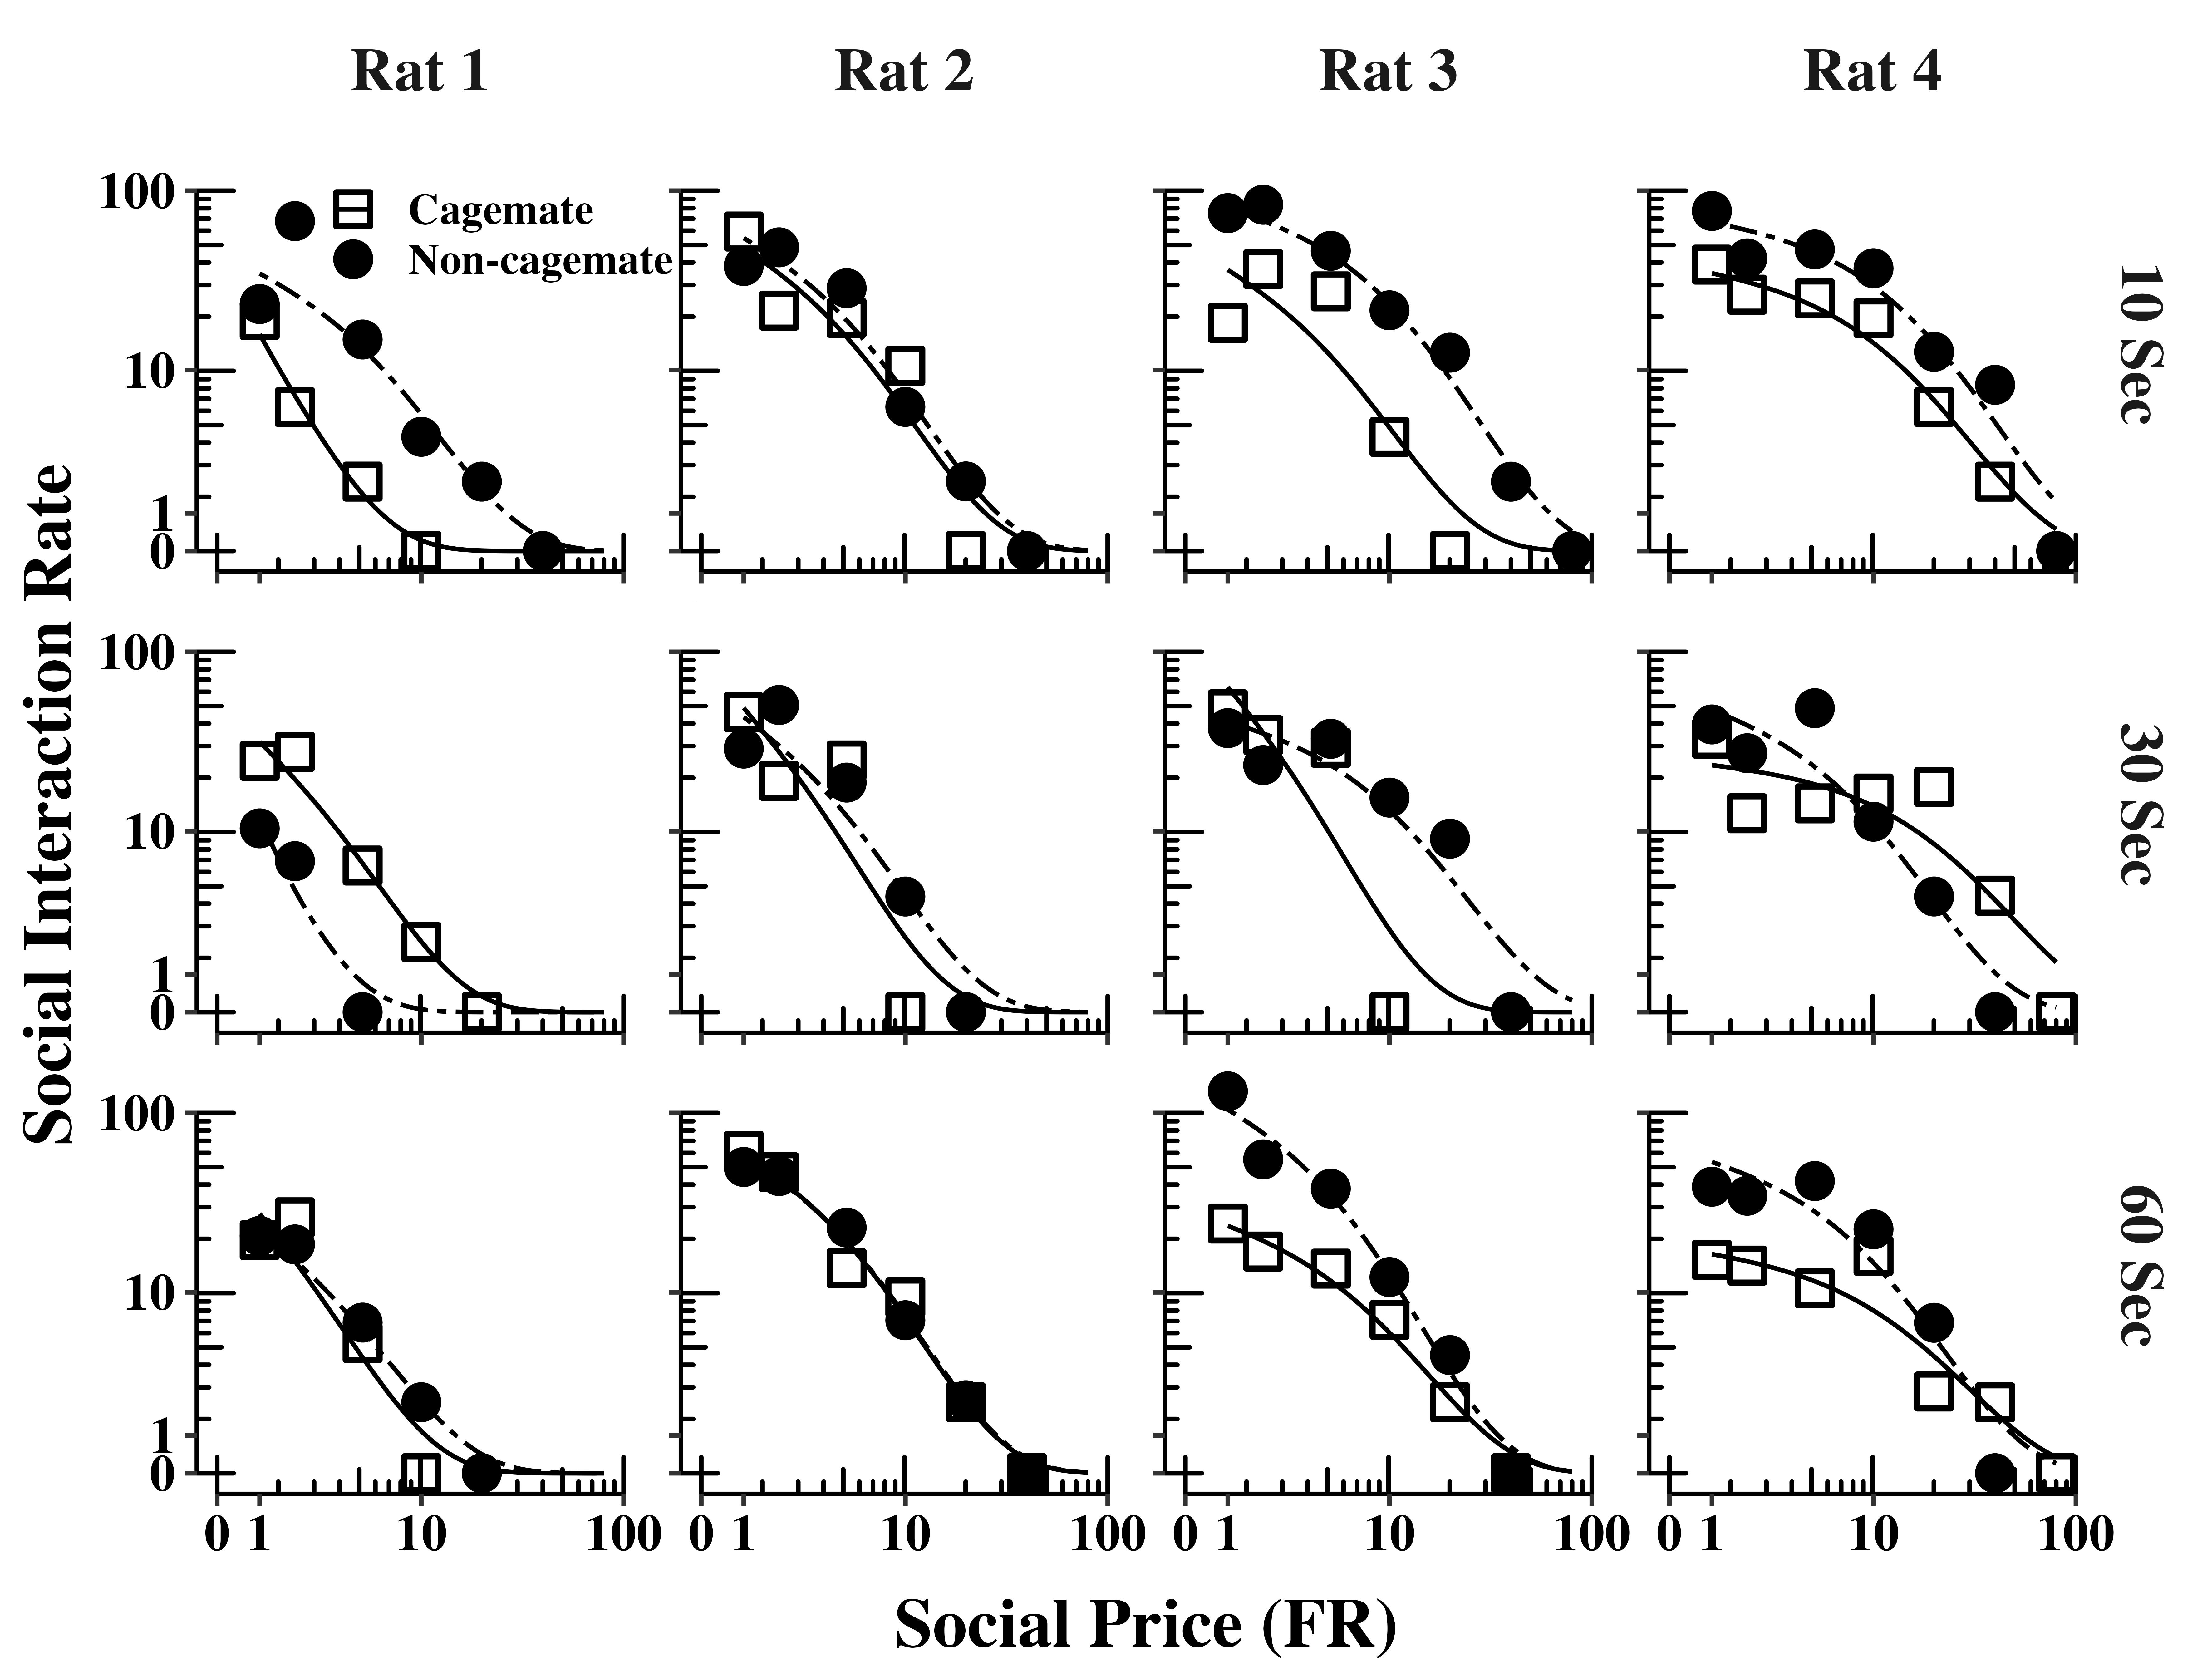 Rat 1 Rat 2 Rat 3 Rat 4
Cagemate
Non-cagemate
100
10
1
0
10 Sec
100
10
1
0
30 Sec
100
10
1
0
60 Sec
0 1 10 100 0 1 10 100 0 1 10 100 0 1 10 100
Social Interaction Rate
Social Price (FR)